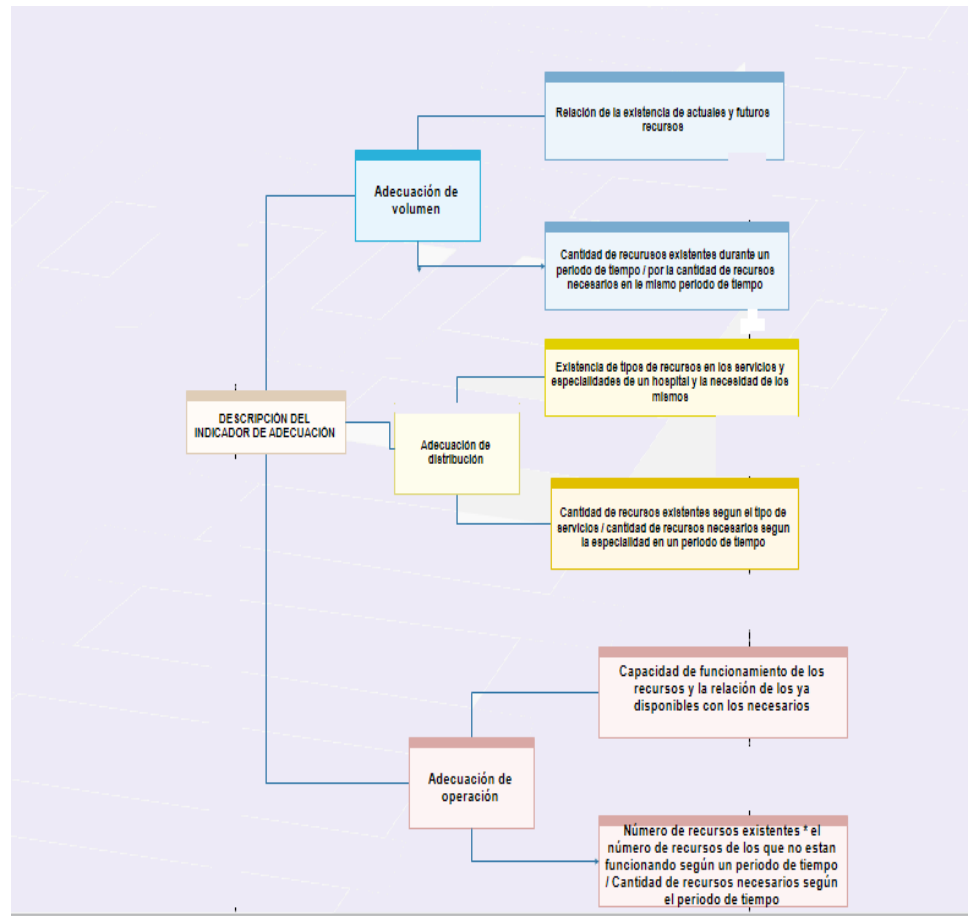 Relación de la existencia de actuales y futuros
recursos
Adecuación de
volumen
Cantidad de recurusos existentes durante un
periodo de tiempo / por la cantidad de recursos
necesarios en le mismo periodo de tiempo
Existencia de tipos de recursos en los servicios y
especialidades de un hospital y la necesidad de los
mismos
DESCRIPCIÓN DEL
INDICADOR DE ADECUACIÓN
Adecuación de
distribución
Cantidad de recursos existentes segun el tipo de
servicios / cantidad de recursos necesarios segun
la especialidad en un periodo de tiempo
Capacidad de funcionamiento de los
recursos y la relación de los ya
disponibles con los necesarios
Adecuación de
operación
Número de recursos existentes * el
número de recursos de los que no estan
funcionando según un periodo de tiempo
/ Cantidad de recursos necesarios según
el periodo de tiempo